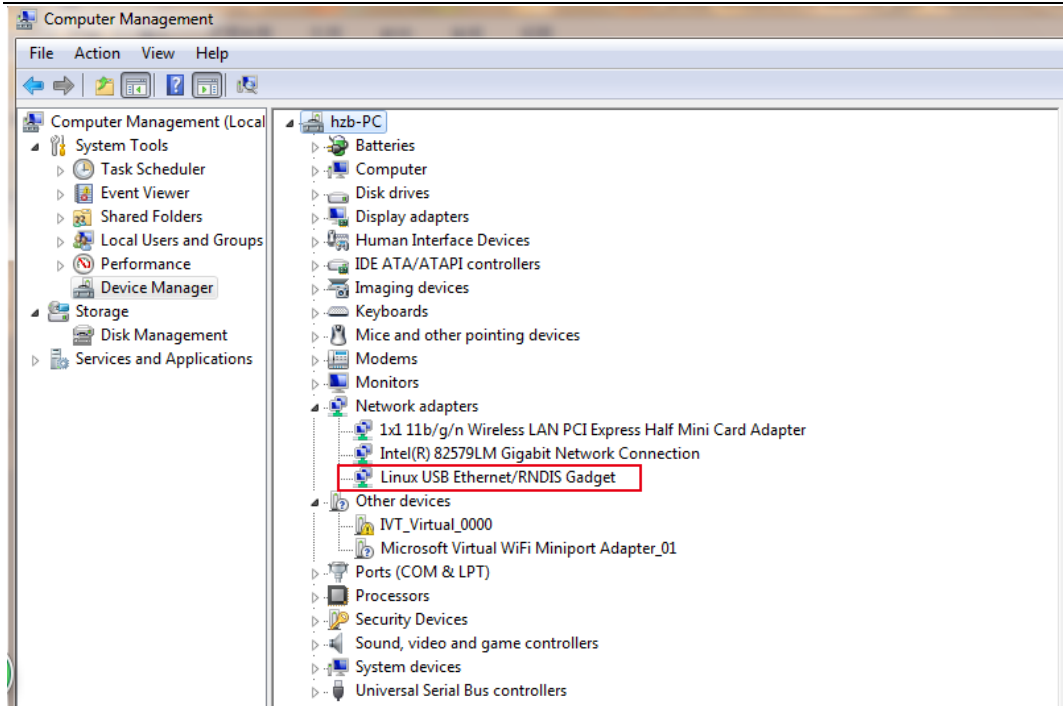 Computer Management
File Action View Help
Computer Management (Local
System Tools
Task Scheduler
Event Viewer
Shared Folders
Local Users and Groups
Performance
Device Manager
Storage
Disk Management
Services and Applications
hzb-PC
Batteries
Computer
Disk drives
Display adapters
Human Interface Devices
IDE ATA/ATAPI controllers
Imaging devices
Keyboards
Mice and other pointing devices
Modems
Monitors
Network adapters
1x1 11b/g/n Wireless LAN PCI Express Half Mini Card Adapter
Intel(R) 82579LM Gigabit Network Connection
Linux USB Ethernet/RNDIS Gadget
Other devices
IVT_Virtual_0000
Microsoft Virtual WiFi Miniport Adapter_01
Ports (COM & LPT)
Processors
Security Devices
Sound, video and game controllers
System devices
Universal Serial Bus controllers